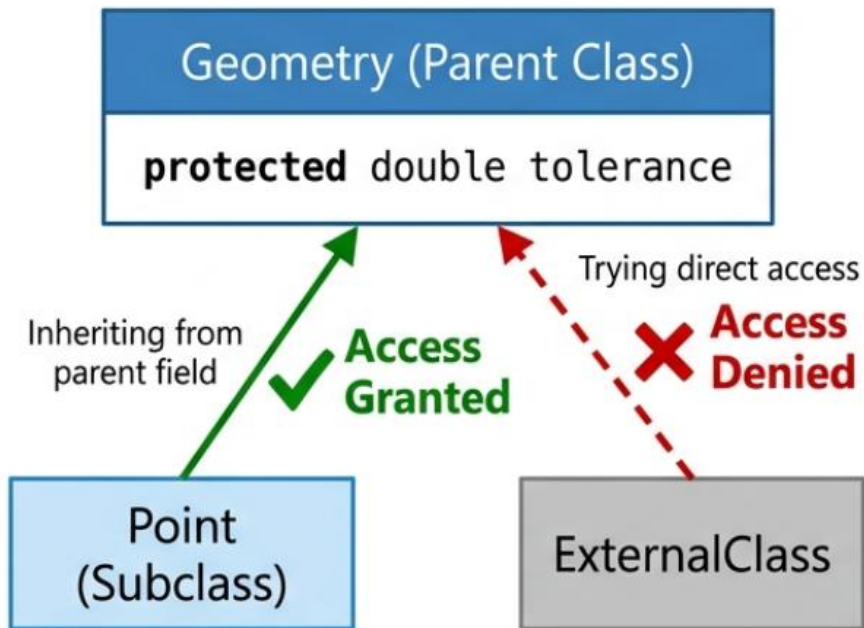 Geometry (Parent Class)
protected double tolerance
Trying direct access
Inheriting from
parent field
Access
Granted
Access
Denied
Point
(Subclass)
ExternalClass